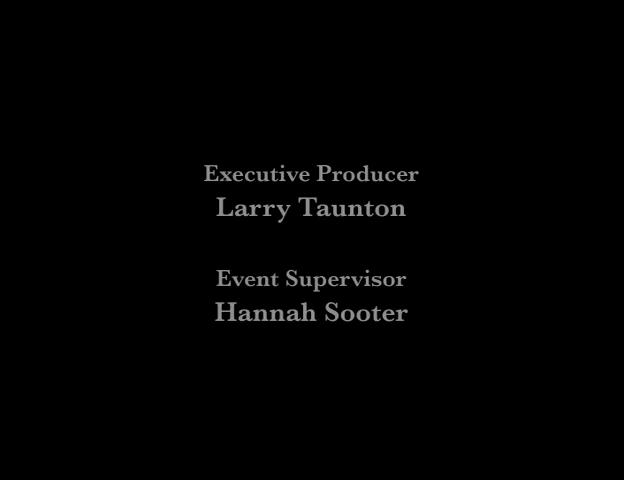 Executive Producer
Larry Taunton
Event Supervisor
Hannah Sooter